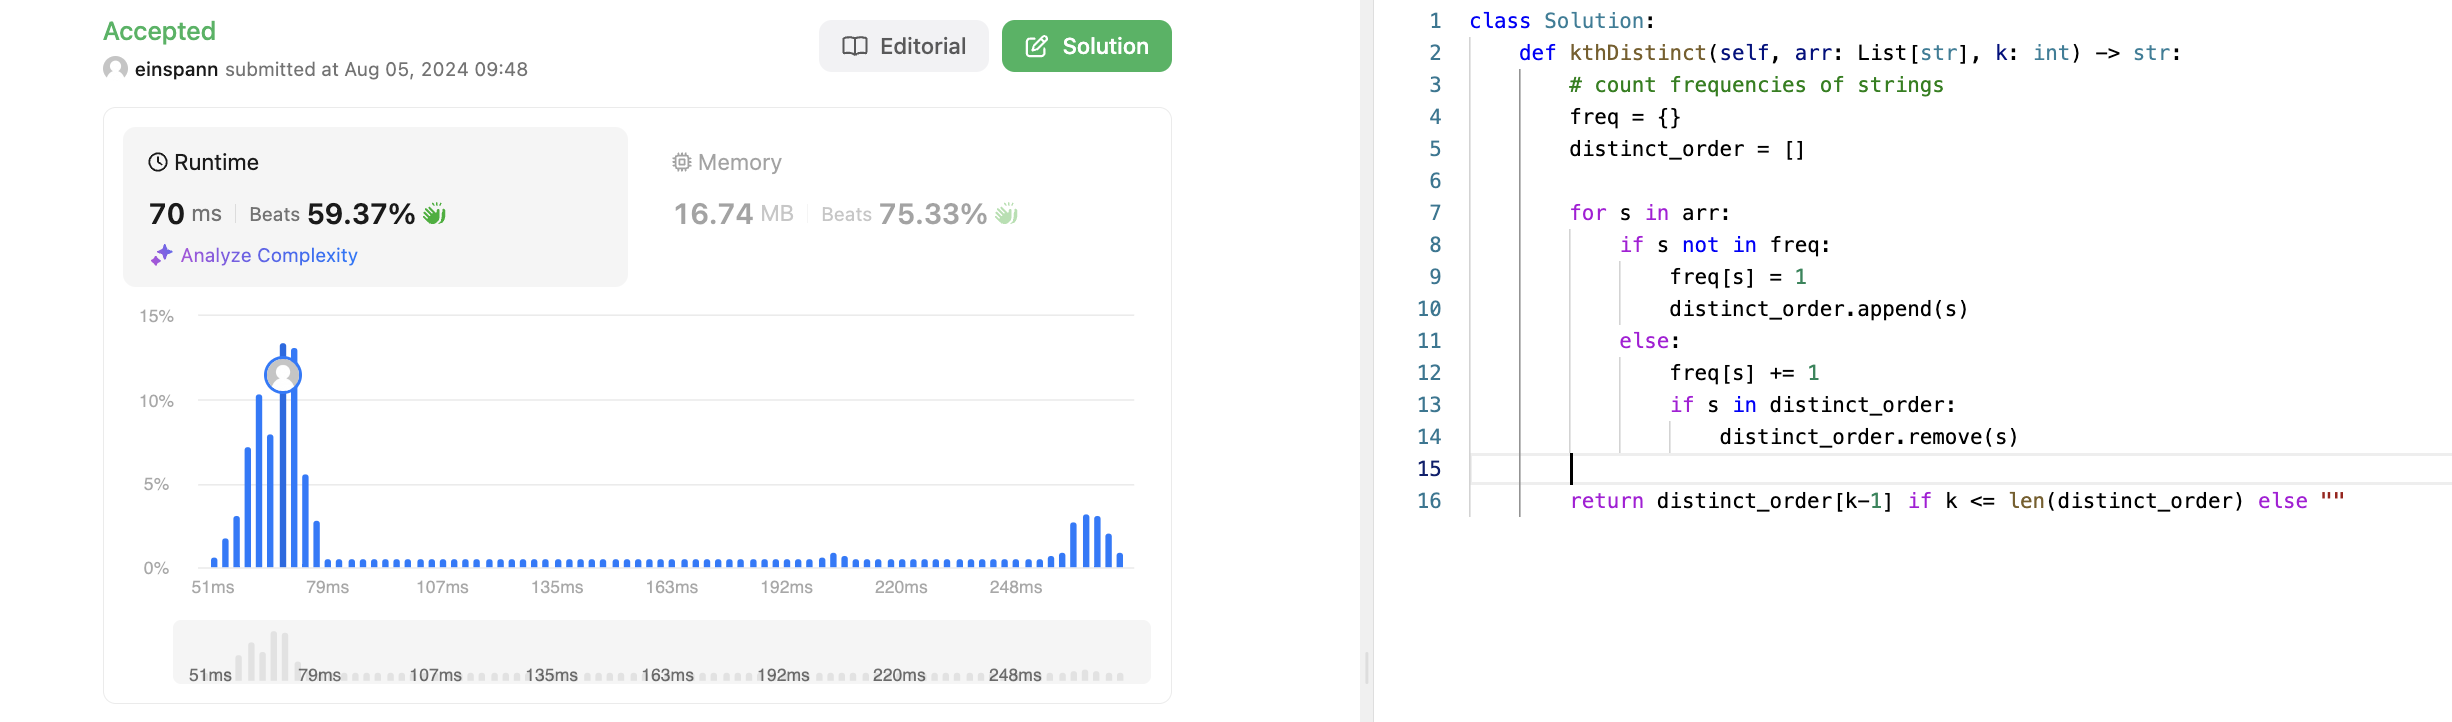 Accepted
einspann submitted at Aug 05, 2024 09:48
Editorial
Solution
Runtime
70 ms Beats 59.37%
Analyze Complexity
Memory
16.74 MB Beats 75.33%
15%
10%
5%
0%
51ms 79ms 107ms 135ms 163ms 192ms 220ms 248ms
51ms 79ms 107ms 135ms 163ms 192ms 220ms 248ms
1 class Solution:
2     def kthDistinct(self, arr: List[str], k: int) -> str:
3         # count frequencies of strings
4         freq = {}
5         distinct_order = []
6
7         for s in arr:
8             if s not in freq:
9                 freq[s] = 1
10                 distinct_order.append(s)
11             else:
12                 freq[s] += 1
13                 if s in distinct_order:
14                     distinct_order.remove(s)
15
16         return distinct_order[k-1] if k <= len(distinct_order) else ""